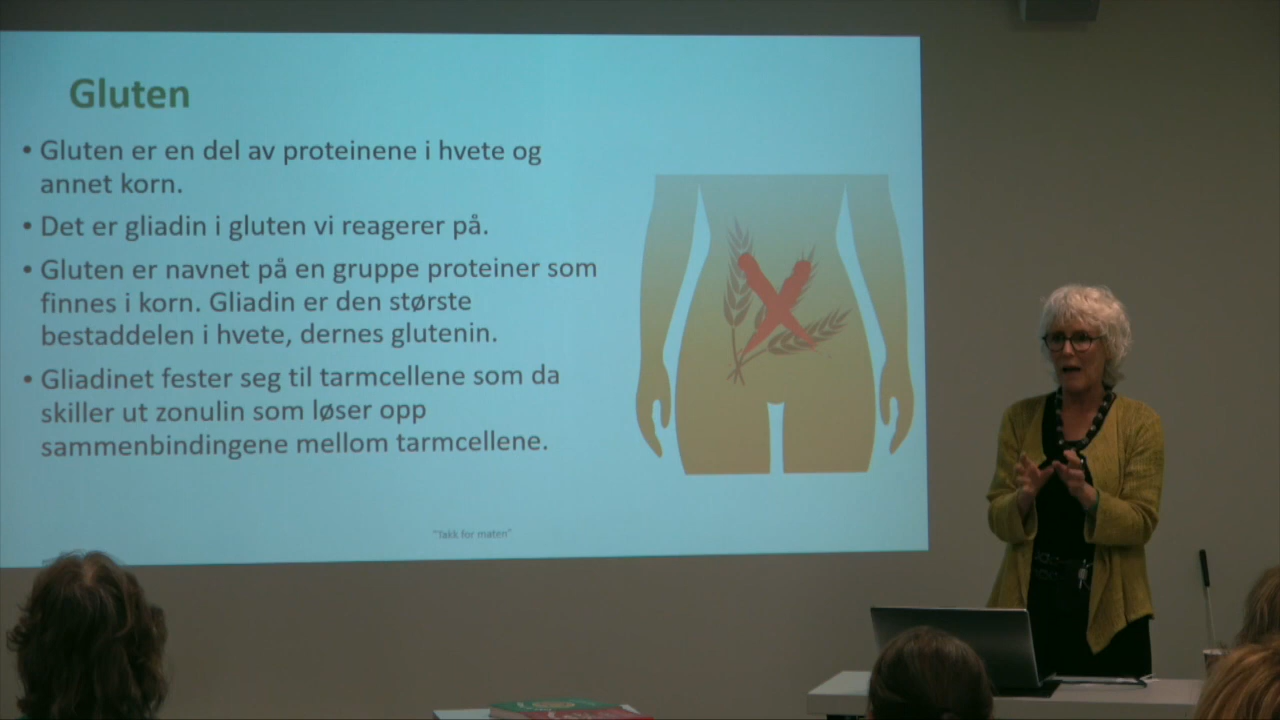 Gluten
• Gluten er en del av proteinene i hvete og
annet korn.
• Det er gliadin i gluten vi reagerer på.
• Gluten er navnet på en gruppe proteiner som
finnes i korn. Gliadin er den største
bestaddelen i hvete, dernes glutenin.
• Gliadinet fester seg til tarmcellene som da
skiller ut zonulin som løser opp
sammenbindingene mellom tarmcellene.
"Takk for maten"